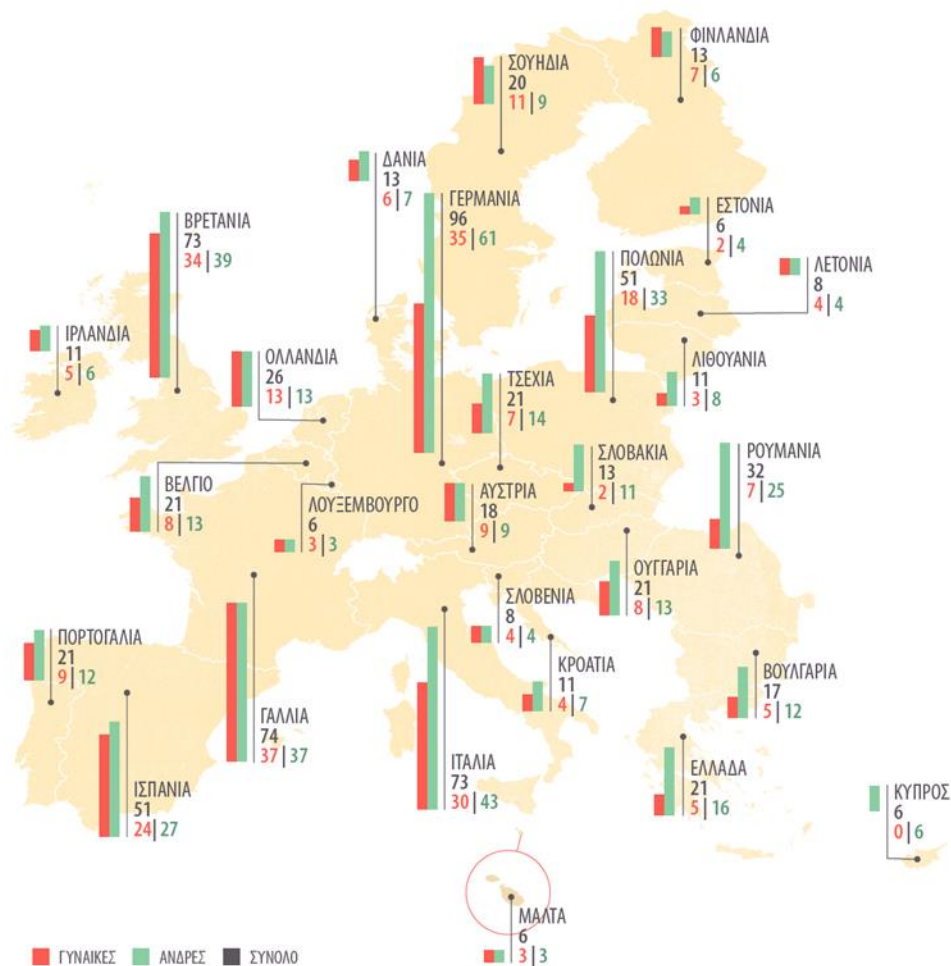 ΦΙΝΛΑΝΔΙΑ
13
7|6
ΣΟΥΗΔΙΑ
20
11|9
ΔΑΝΙΑ
13
6|7
ΓΕΡΜΑΝΙΑ
96
35|61
ΕΣΤΟΝΙΑ
6
2|4
ΒΡΕΤΑΝΙΑ
73
34|39
ΠΟΛΩΝΙΑ
51
18|33
ΛΕΤΟΝΙΑ
8
4|4
ΙΡΛΑΝΔΙΑ
11
5|6
ΟΛΛΑΝΔΙΑ
26
13|13
ΛΙΘΟΥΑΝΙΑ
11
3|8
ΤΣΕΧΙΑ
21
7|14
ΣΛΟΒΑΚΙΑ
13
2|11
ΡΟΥΜΑΝΙΑ
32
7|25
ΒΕΛΓΙΟ
21
8|13
ΛΟΥΞΕΜΒΟΥΡΓΟ
6
3|3
ΑΥΣΤΡΙΑ
18
9|9
ΟΥΓΓΑΡΙΑ
21
8|13
ΣΛΟΒΕΝΙΑ
8
4|4
ΠΟΡΤΟΓΑΛΙΑ
21
9|12
ΚΡΟΑΤΙΑ
11
4|7
ΒΟΥΛΓΑΡΙΑ
17
5|12
ΓΑΛΛΙΑ
74
37|37
ΙΣΠΑΝΙΑ
51
24|27
ΙΤΑΛΙΑ
73
30|43
ΕΛΛΑΔΑ
21
5|16
ΚΥΠΡΟΣ
6
0|6
ΜΑΛΤΑ
6
3|3
ΓΥΝΑΙΚΕΣ ΑΝΔΡΕΣ ΣΥΝΟΛΟ